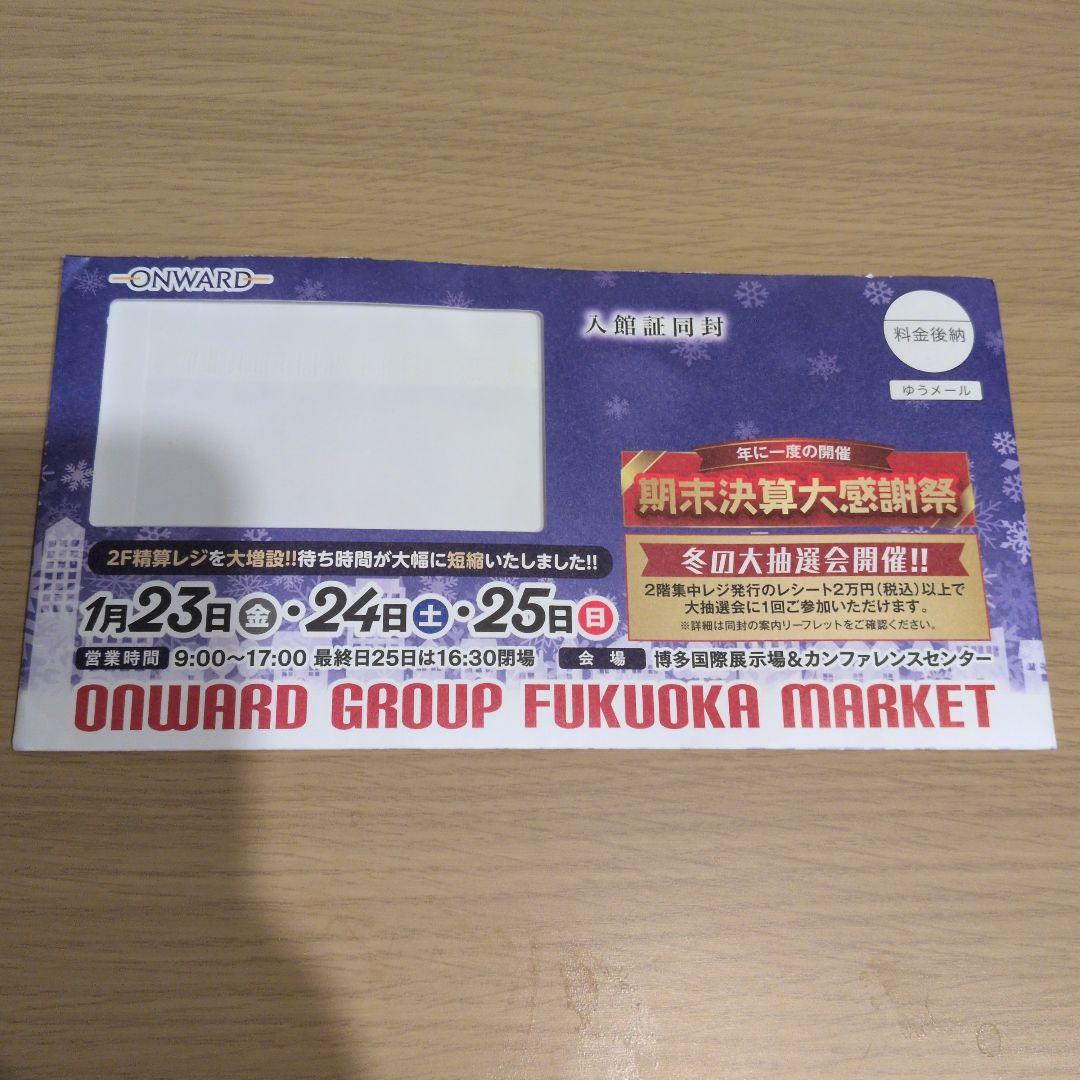 ONWARD
入館証同封
料金後納
ゆうメール
年に一度の開催
期末決算大感謝祭
冬の大抽選会開催!!
2階集中レジ発行のレシート2万円(税込)以上で
大抽選会に1回ご参加いただけます。
※詳細は同封の案内リーフレットをご確認ください。
2F精算レジを大増設!!待ち時間が大幅に短縮いたしました!!
1月23日金・24日土・25日日
営業時間 9:00〜17:00 最終日25日は16:30閉場 会場 博多国際展示場&カンファレンスセンター
ONWARD GROUP FUKUOKA MARKET